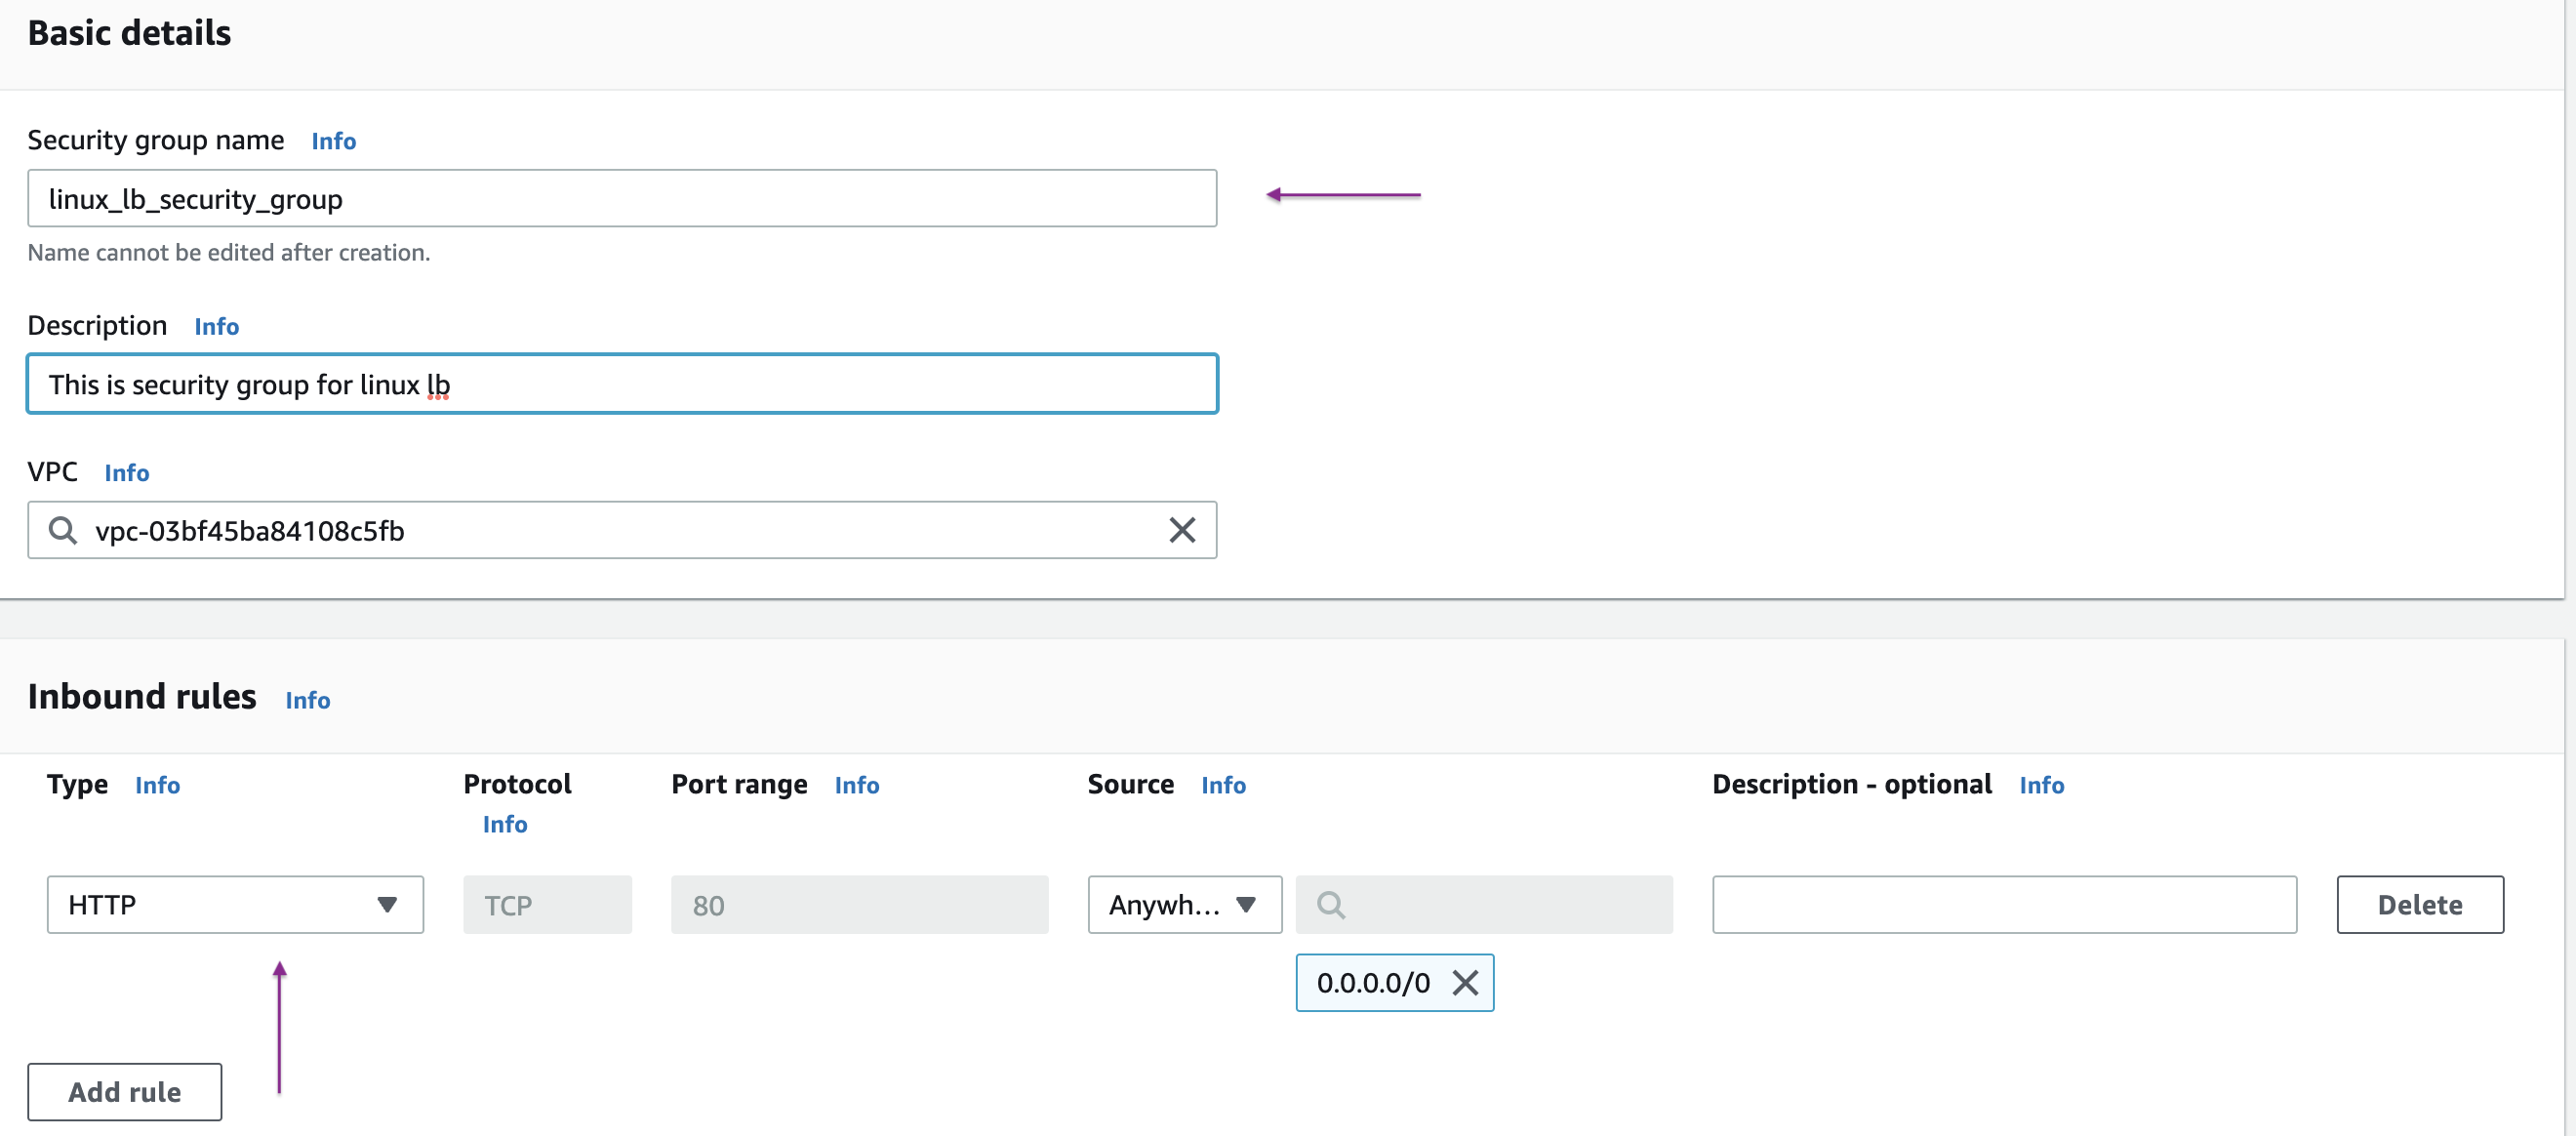 Basic details
Security group name Info
linux_lb_security_group
Name cannot be edited after creation.
Description Info
This is security group for linux lb
VPC Info
vpc-03bf45ba84108c5fb
Inbound rules Info
Type Info Protocol Info Port range Info Source Info Description - optional Info
HTTP TCP 80 Anywh... Delete
0.0.0.0/0
Add rule